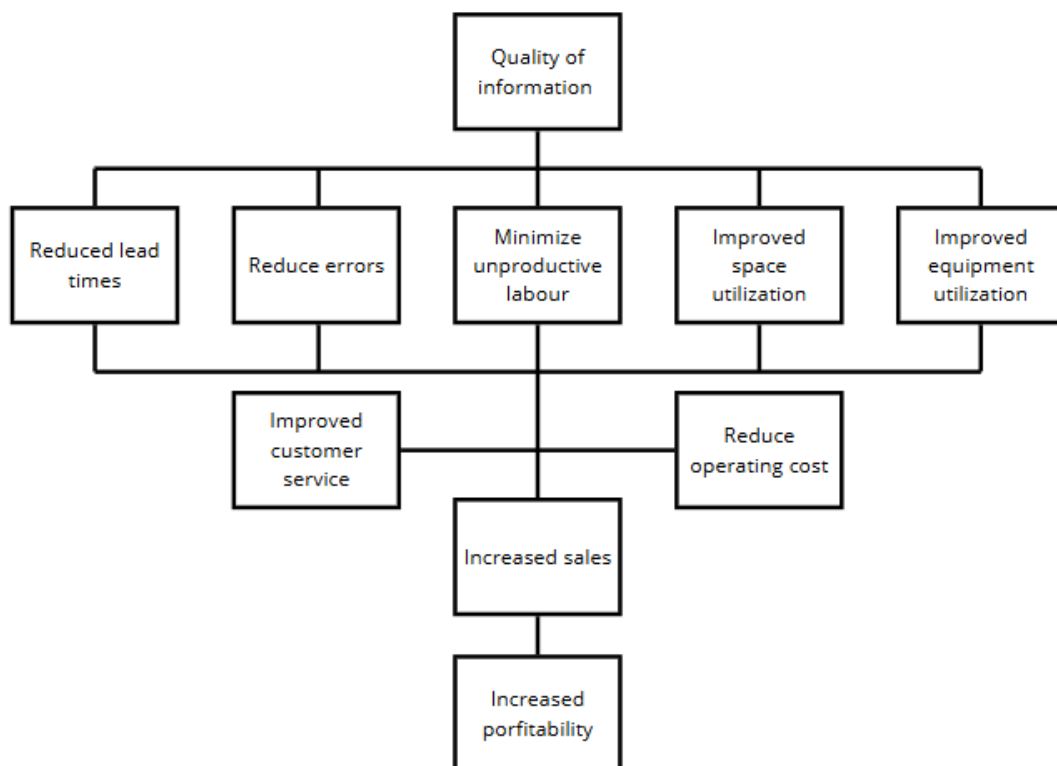 Quality of
information
Reduced lead
times
Reduce errors
Minimize
unproductive
labour
Improved
space
utilization
Improved
equipment
utilization
Improved
customer
service
Reduce
operating cost
Increased sales
Increased
porfitability